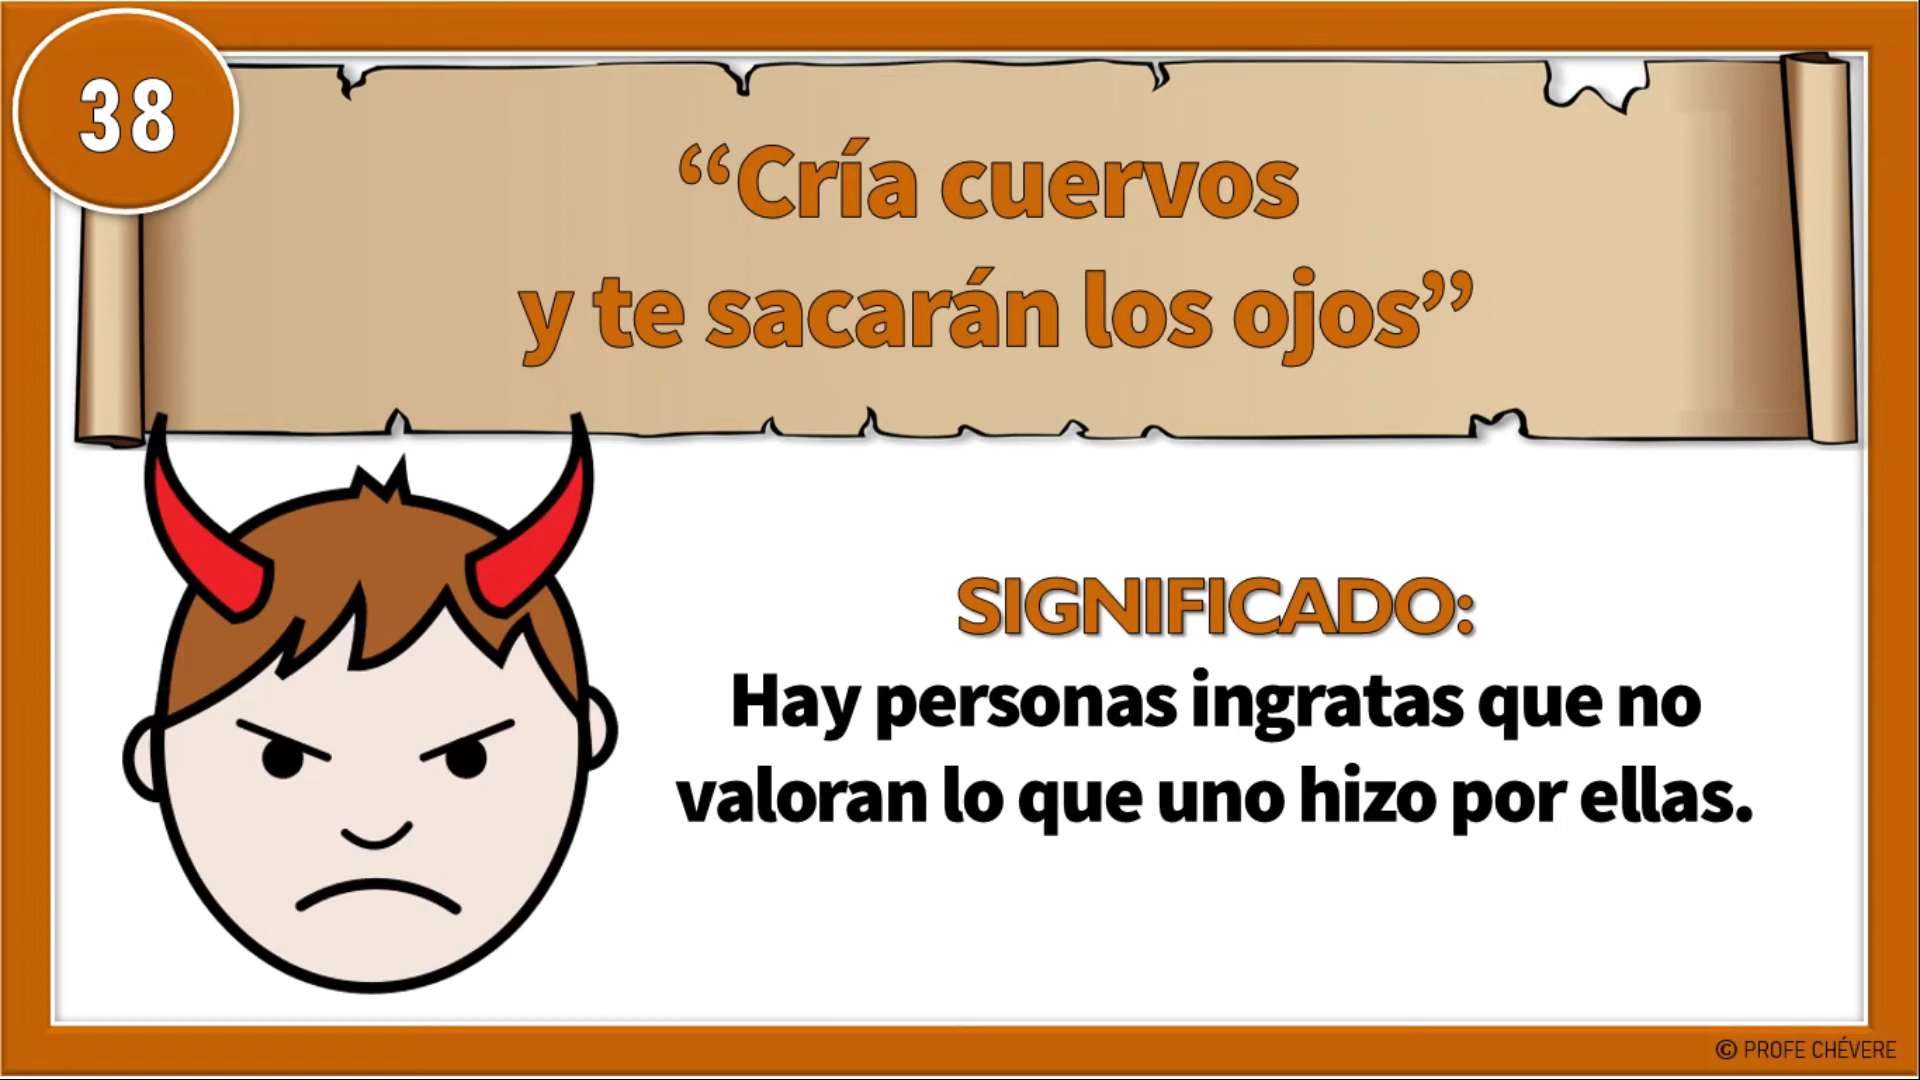 38
“Cría cuervos
y te sacarán los ojos”
SIGNIFICADO:
Hay personas ingratas que no
valoran lo que uno hizo por ellas.
© PROFE CHÉVERE